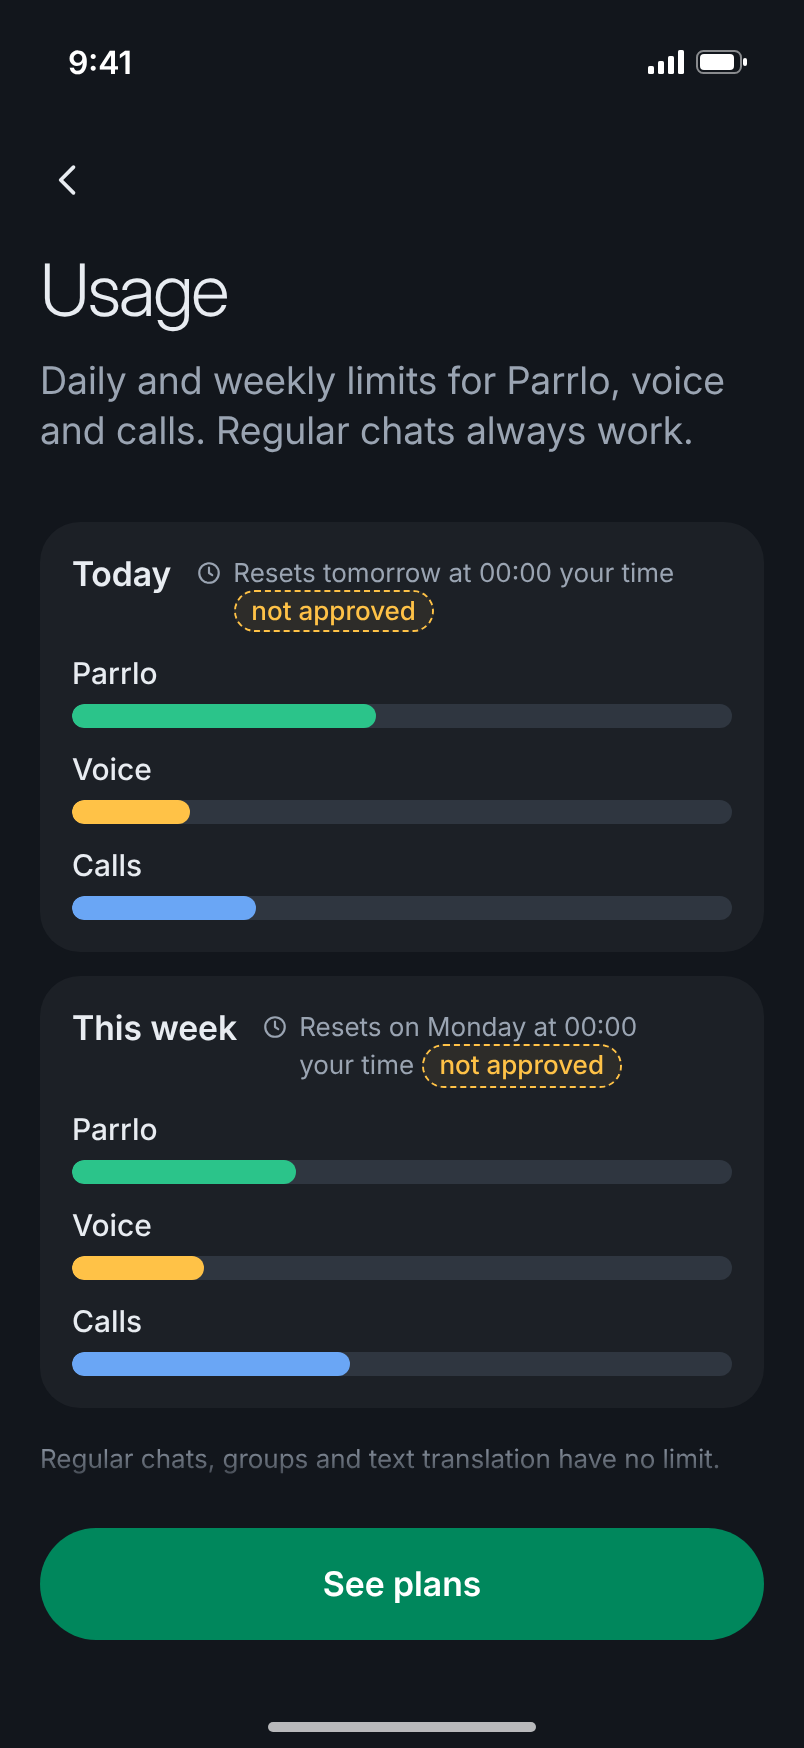 9:41
Usage
Daily and weekly limits for Parrlo, voice
and calls. Regular chats always work.
Today Resets tomorrow at 00:00 your time
not approved
Parrlo
Voice
Calls
This week Resets on Monday at 00:00
your time not approved
Parrlo
Voice
Calls
Regular chats, groups and text translation have no limit.
See plans